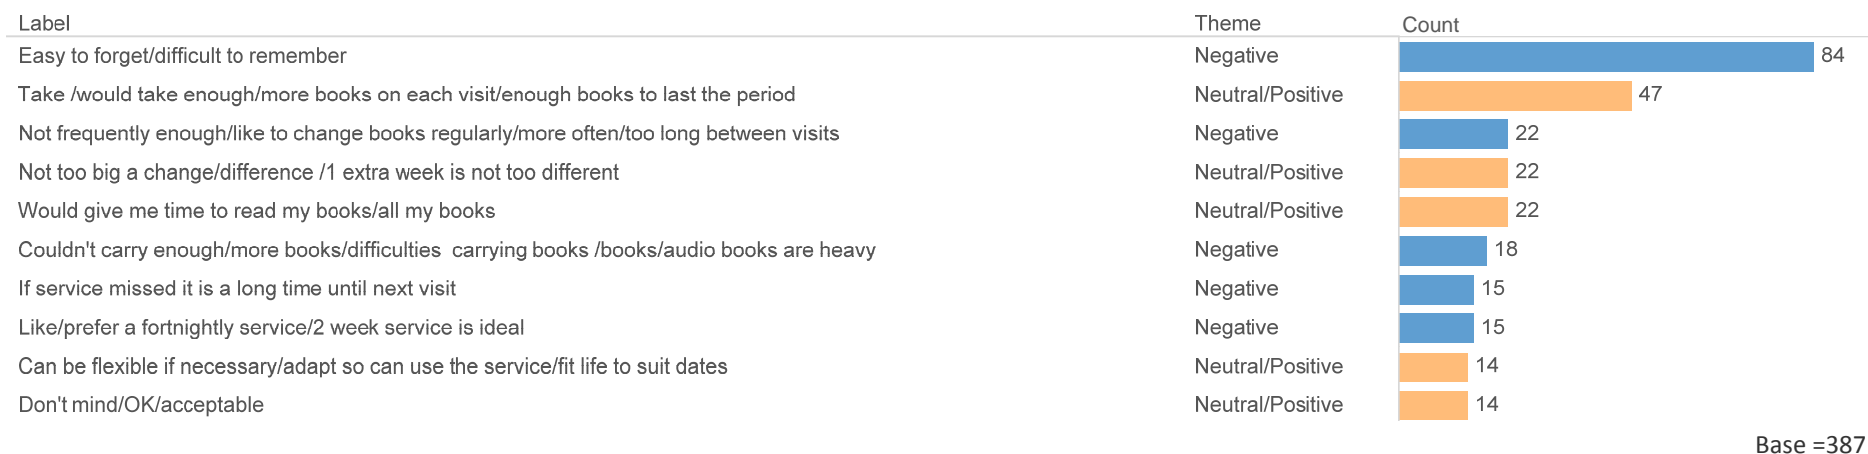 Label Theme Count
Easy to forget/difficult to remember Negative 84
Take /would take enough/more books on each visit/enough books to last the period Neutral/Positive 47
Not frequently enough/like to change books regularly/more often/too long between visits Negative 22
Not too big a change/difference /1 extra week is not too different Neutral/Positive 22
Would give me time to read my books/all my books Neutral/Positive 22
Couldn't carry enough/more books/difficulties  carrying books /books/audio books are heavy Negative 18
If service missed it is a long time until next visit Negative 15
Like/prefer a fortnightly service/2 week service is ideal Negative 15
Can be flexible if necessary/adapt so can use the service/fit life to suit dates Neutral/Positive 14
Don't mind/OK/acceptable Neutral/Positive 14
Base =387